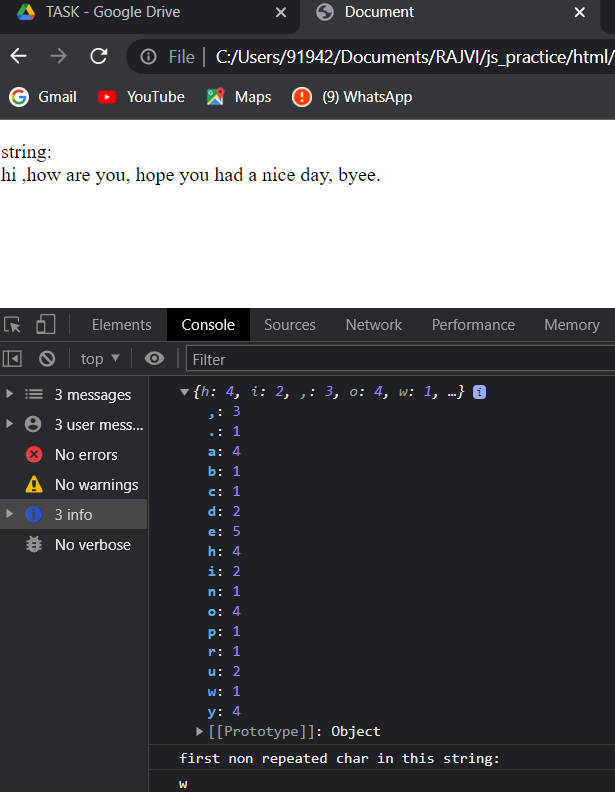 TASK - Google Drive
Document
File
C:/Users/91942/Documents/RAJVI/js_practice/html/
Gmail
YouTube
Maps
(9) WhatsApp
string:
hi ,how are you, hope you had a nice day, byee.
Elements
Console
Sources
Network
Performance
Memory
top
Filter
3 messages
3 user mess...
No errors
No warnings
3 info
No verbose
{h: 4, i: 2, ,: 3, o: 4, w: 1, …}
,: 3
.: 1
a: 4
b: 1
c: 1
d: 2
e: 5
h: 4
i: 2
n: 1
o: 4
p: 1
r: 1
u: 2
w: 1
y: 4
[[Prototype]]: Object
first non repeated char in this string:
w